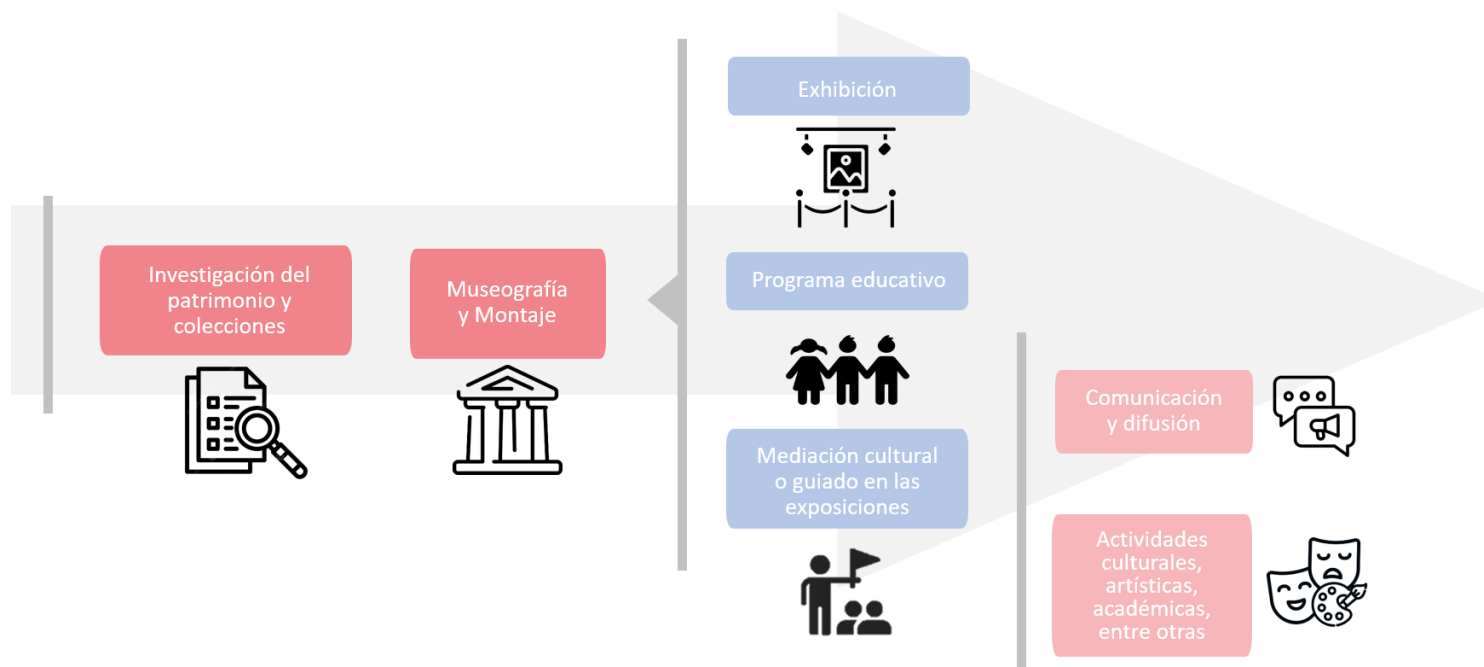 Investigación del
patrimonio y
colecciones
Museografía
y Montaje
Exhibición
Programa educativo
Mediación cultural
o guiado en las
exposiciones
Comunicación
y difusión
Actividades
culturales,
artísticas,
académicas,
entre otras